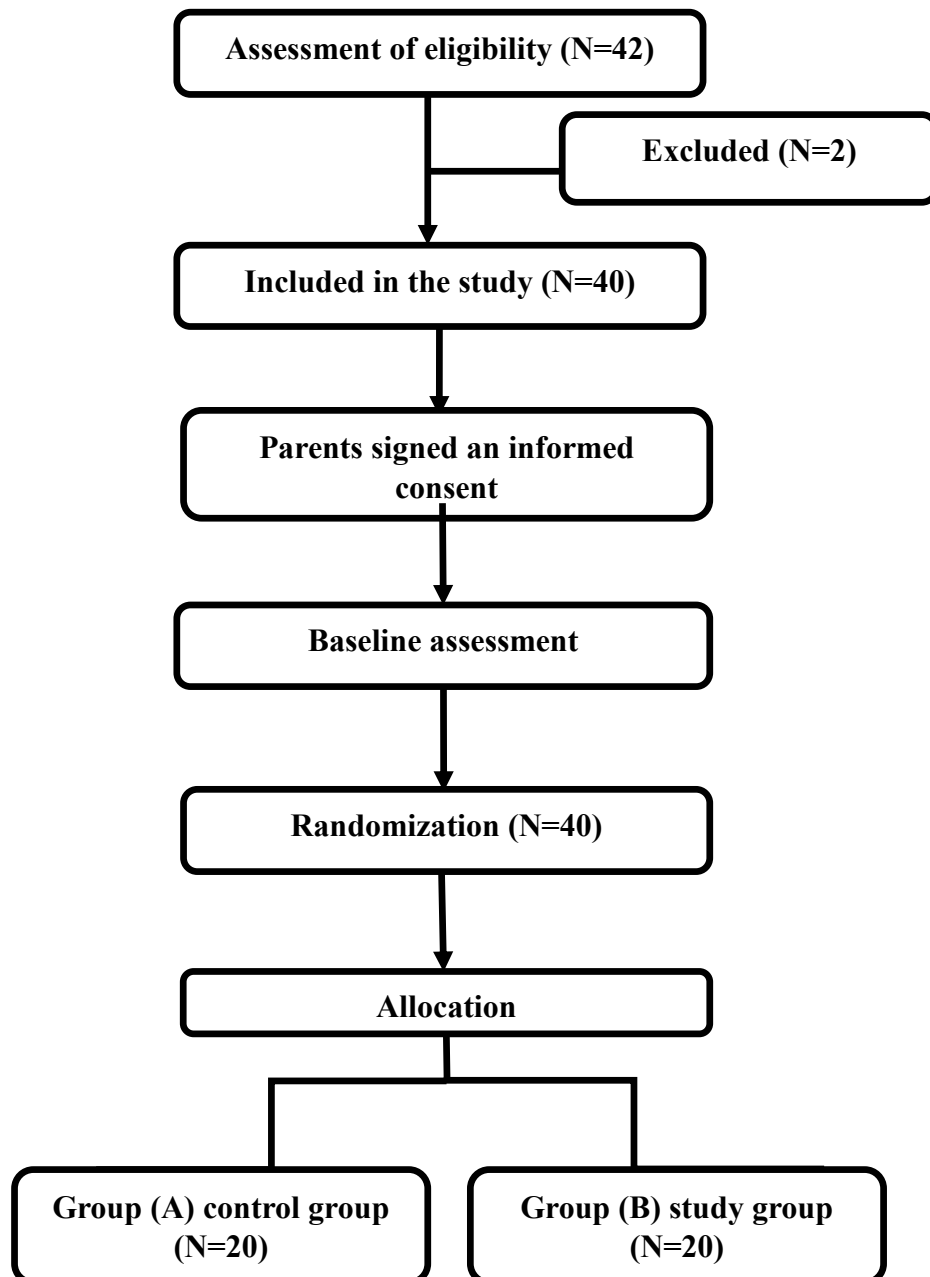 Assessment of eligibility (N=42)
Excluded (N=2)
Included in the study (N=40)
Parents signed an informed
consent
Baseline assessment
Randomization (N=40)
Allocation
Group (A) control group
(N=20)
Group (B) study group
(N=20)